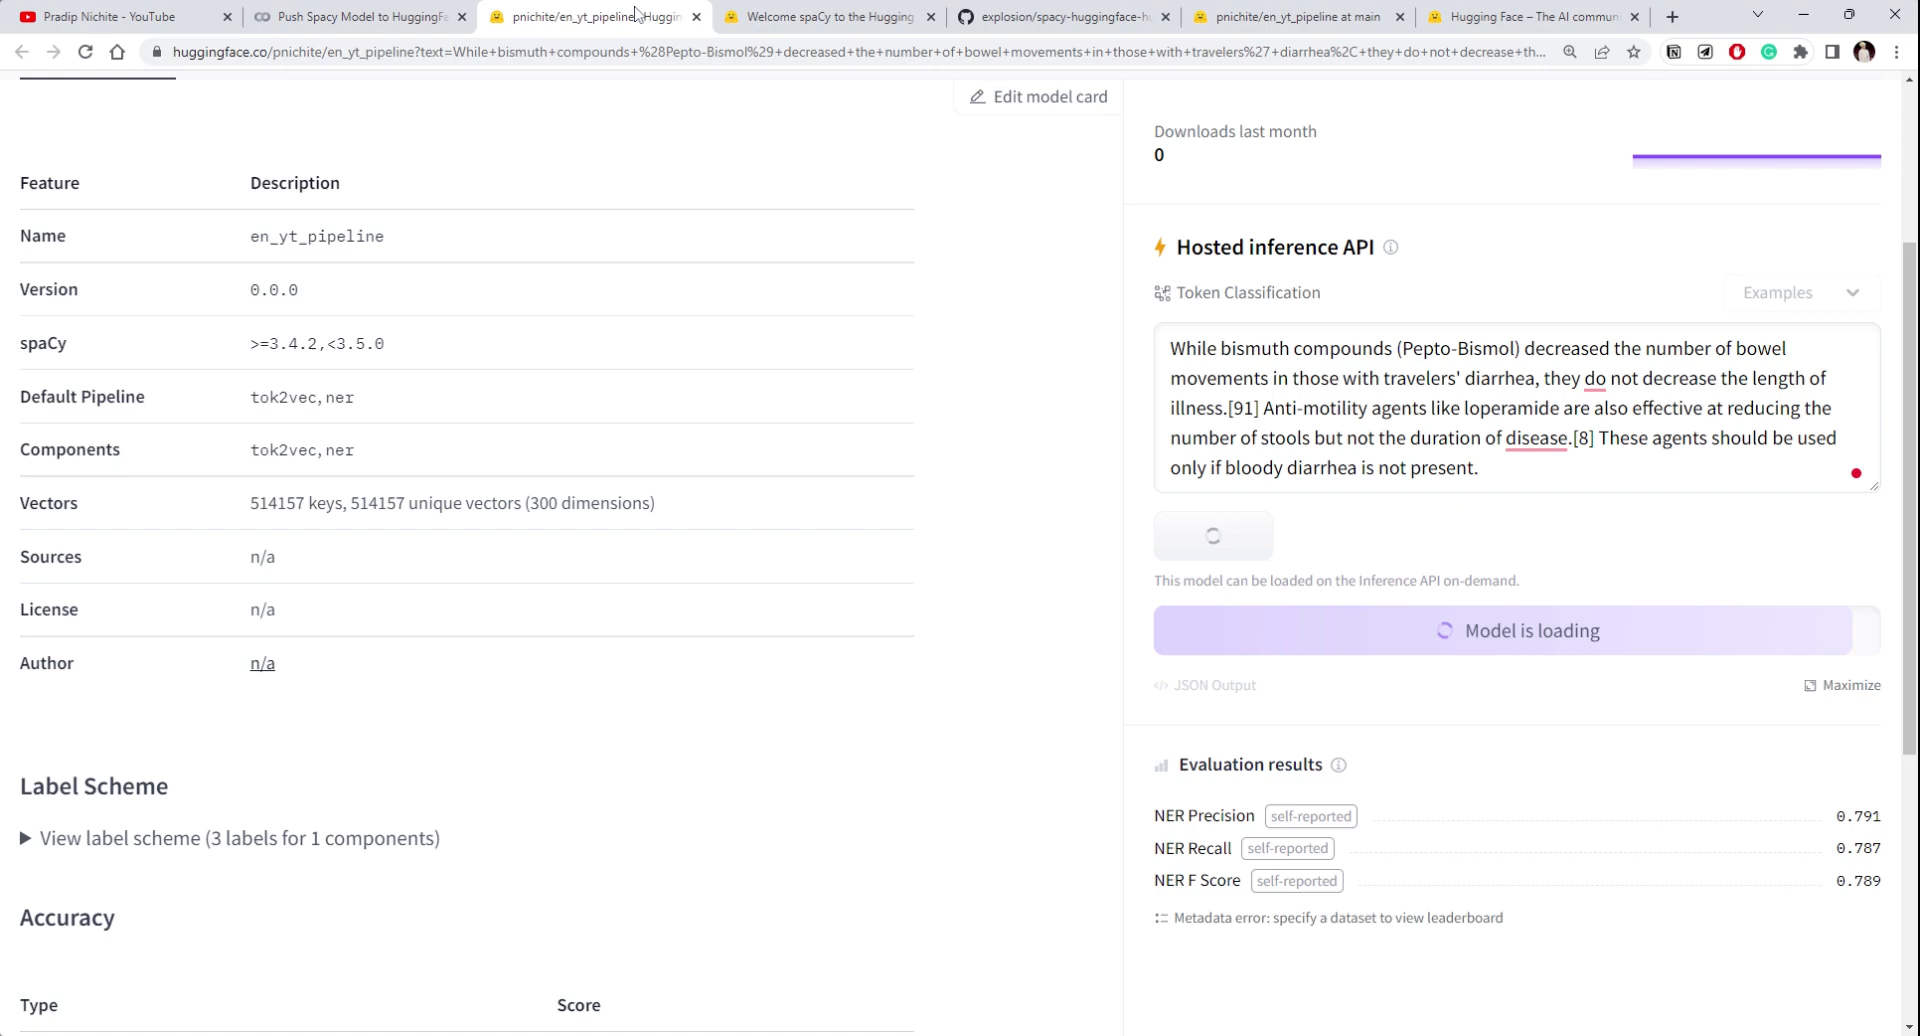 Pradip Nichite - YouTube
Push Spacy Model to HuggingFa
pnichite/en_yt_pipeline
Huggin
Welcome spaCy to the Hugging
explosion/spacy-huggingface-hu
pnichite/en_yt_pipeline at main
Hugging Face – The AI commun
huggingface.co/pnichite/en_yt_pipeline?text=While+bismuth+compounds+%28Pepto-Bismol%29+decreased+the+number+of+bowel+movements+in+those+with+travelers%27+diarrhea%2C+they+do+not+decrease+th...
Edit model card
Feature Description
Name en_yt_pipeline
Version 0.0.0
spaCy >=3.4.2,<3.5.0
Default Pipeline tok2vec, ner
Components tok2vec, ner
Vectors 514157 keys, 514157 unique vectors (300 dimensions)
Sources n/a
License n/a
Author n/a
Label Scheme
View label scheme (3 labels for 1 components)
Accuracy
Type Score
Downloads last month
0
Hosted inference API
Token Classification
Examples
While bismuth compounds (Pepto-Bismol) decreased the number of bowel
movements in those with travelers' diarrhea, they do not decrease the length of
illness.[91] Anti-motility agents like loperamide are also effective at reducing the
number of stools but not the duration of disease.[8] These agents should be used
only if bloody diarrhea is not present.
This model can be loaded on the Inference API on-demand.
Model is loading
</> JSON Output
Maximize
Evaluation results
NER Precision self-reported 0.791
NER Recall self-reported 0.787
NER F Score self-reported 0.789
Metadata error: specify a dataset to view leaderboard